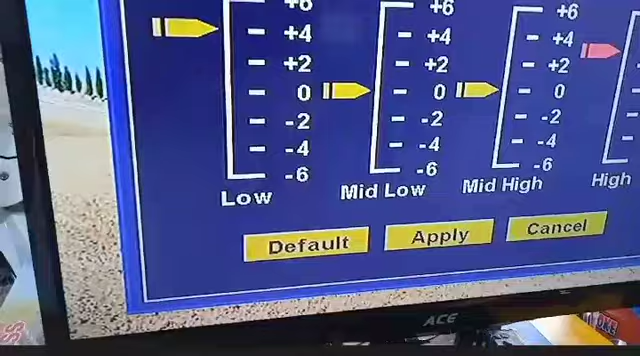 +6 +6 +6
+4 +4 +4
+2 +2 +2
0 0 0
-2 -2 -2
-4 -4 -4
-6 -6 -6
Low Mid Low Mid High High
Default Apply Cancel
ACE